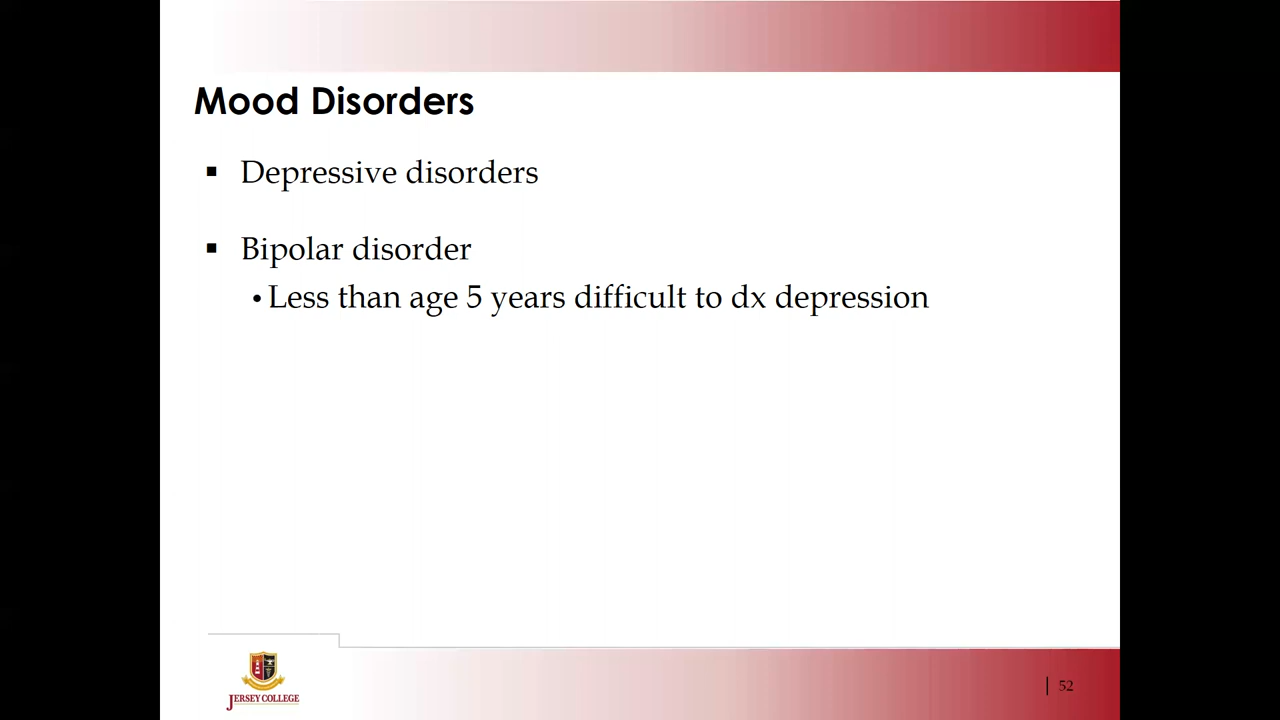 Mood Disorders
▪ Depressive disorders
▪ Bipolar disorder
• Less than age 5 years difficult to dx depression
JERSEY COLLEGE
| 52